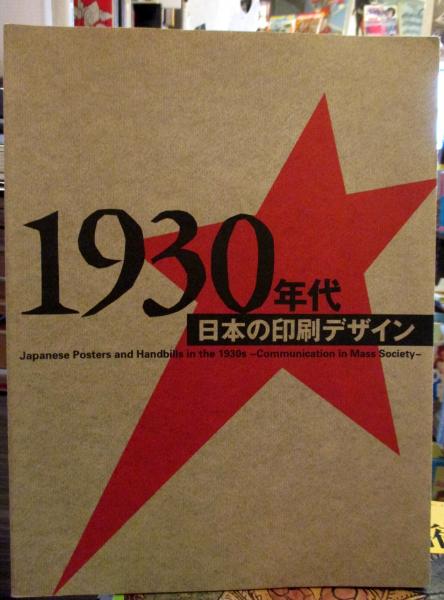 1930年代
日本の印刷デザイン
Japanese Posters and Handbills in the 1930s –Communication in Mass Society–